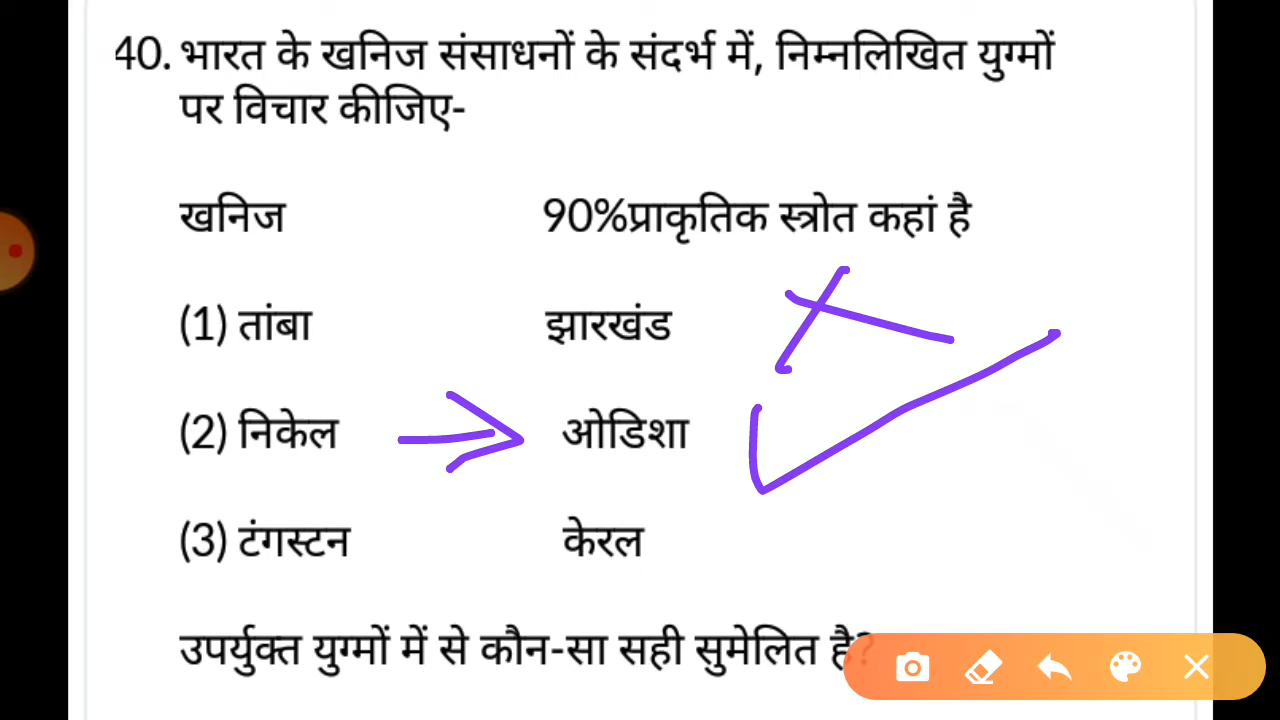 40. भारत के खनिज संसाधनों के संदर्भ में, निम्नलिखित युग्मों
पर विचार कीजिए-
खनिज 90%प्राकृतिक स्त्रोत कहां है
(1) तांबा झारखंड
(2) निकेल ओडिशा
(3) टंगस्टन केरल
उपर्युक्त युग्मों में से कौन-सा सही सुमेलित है?